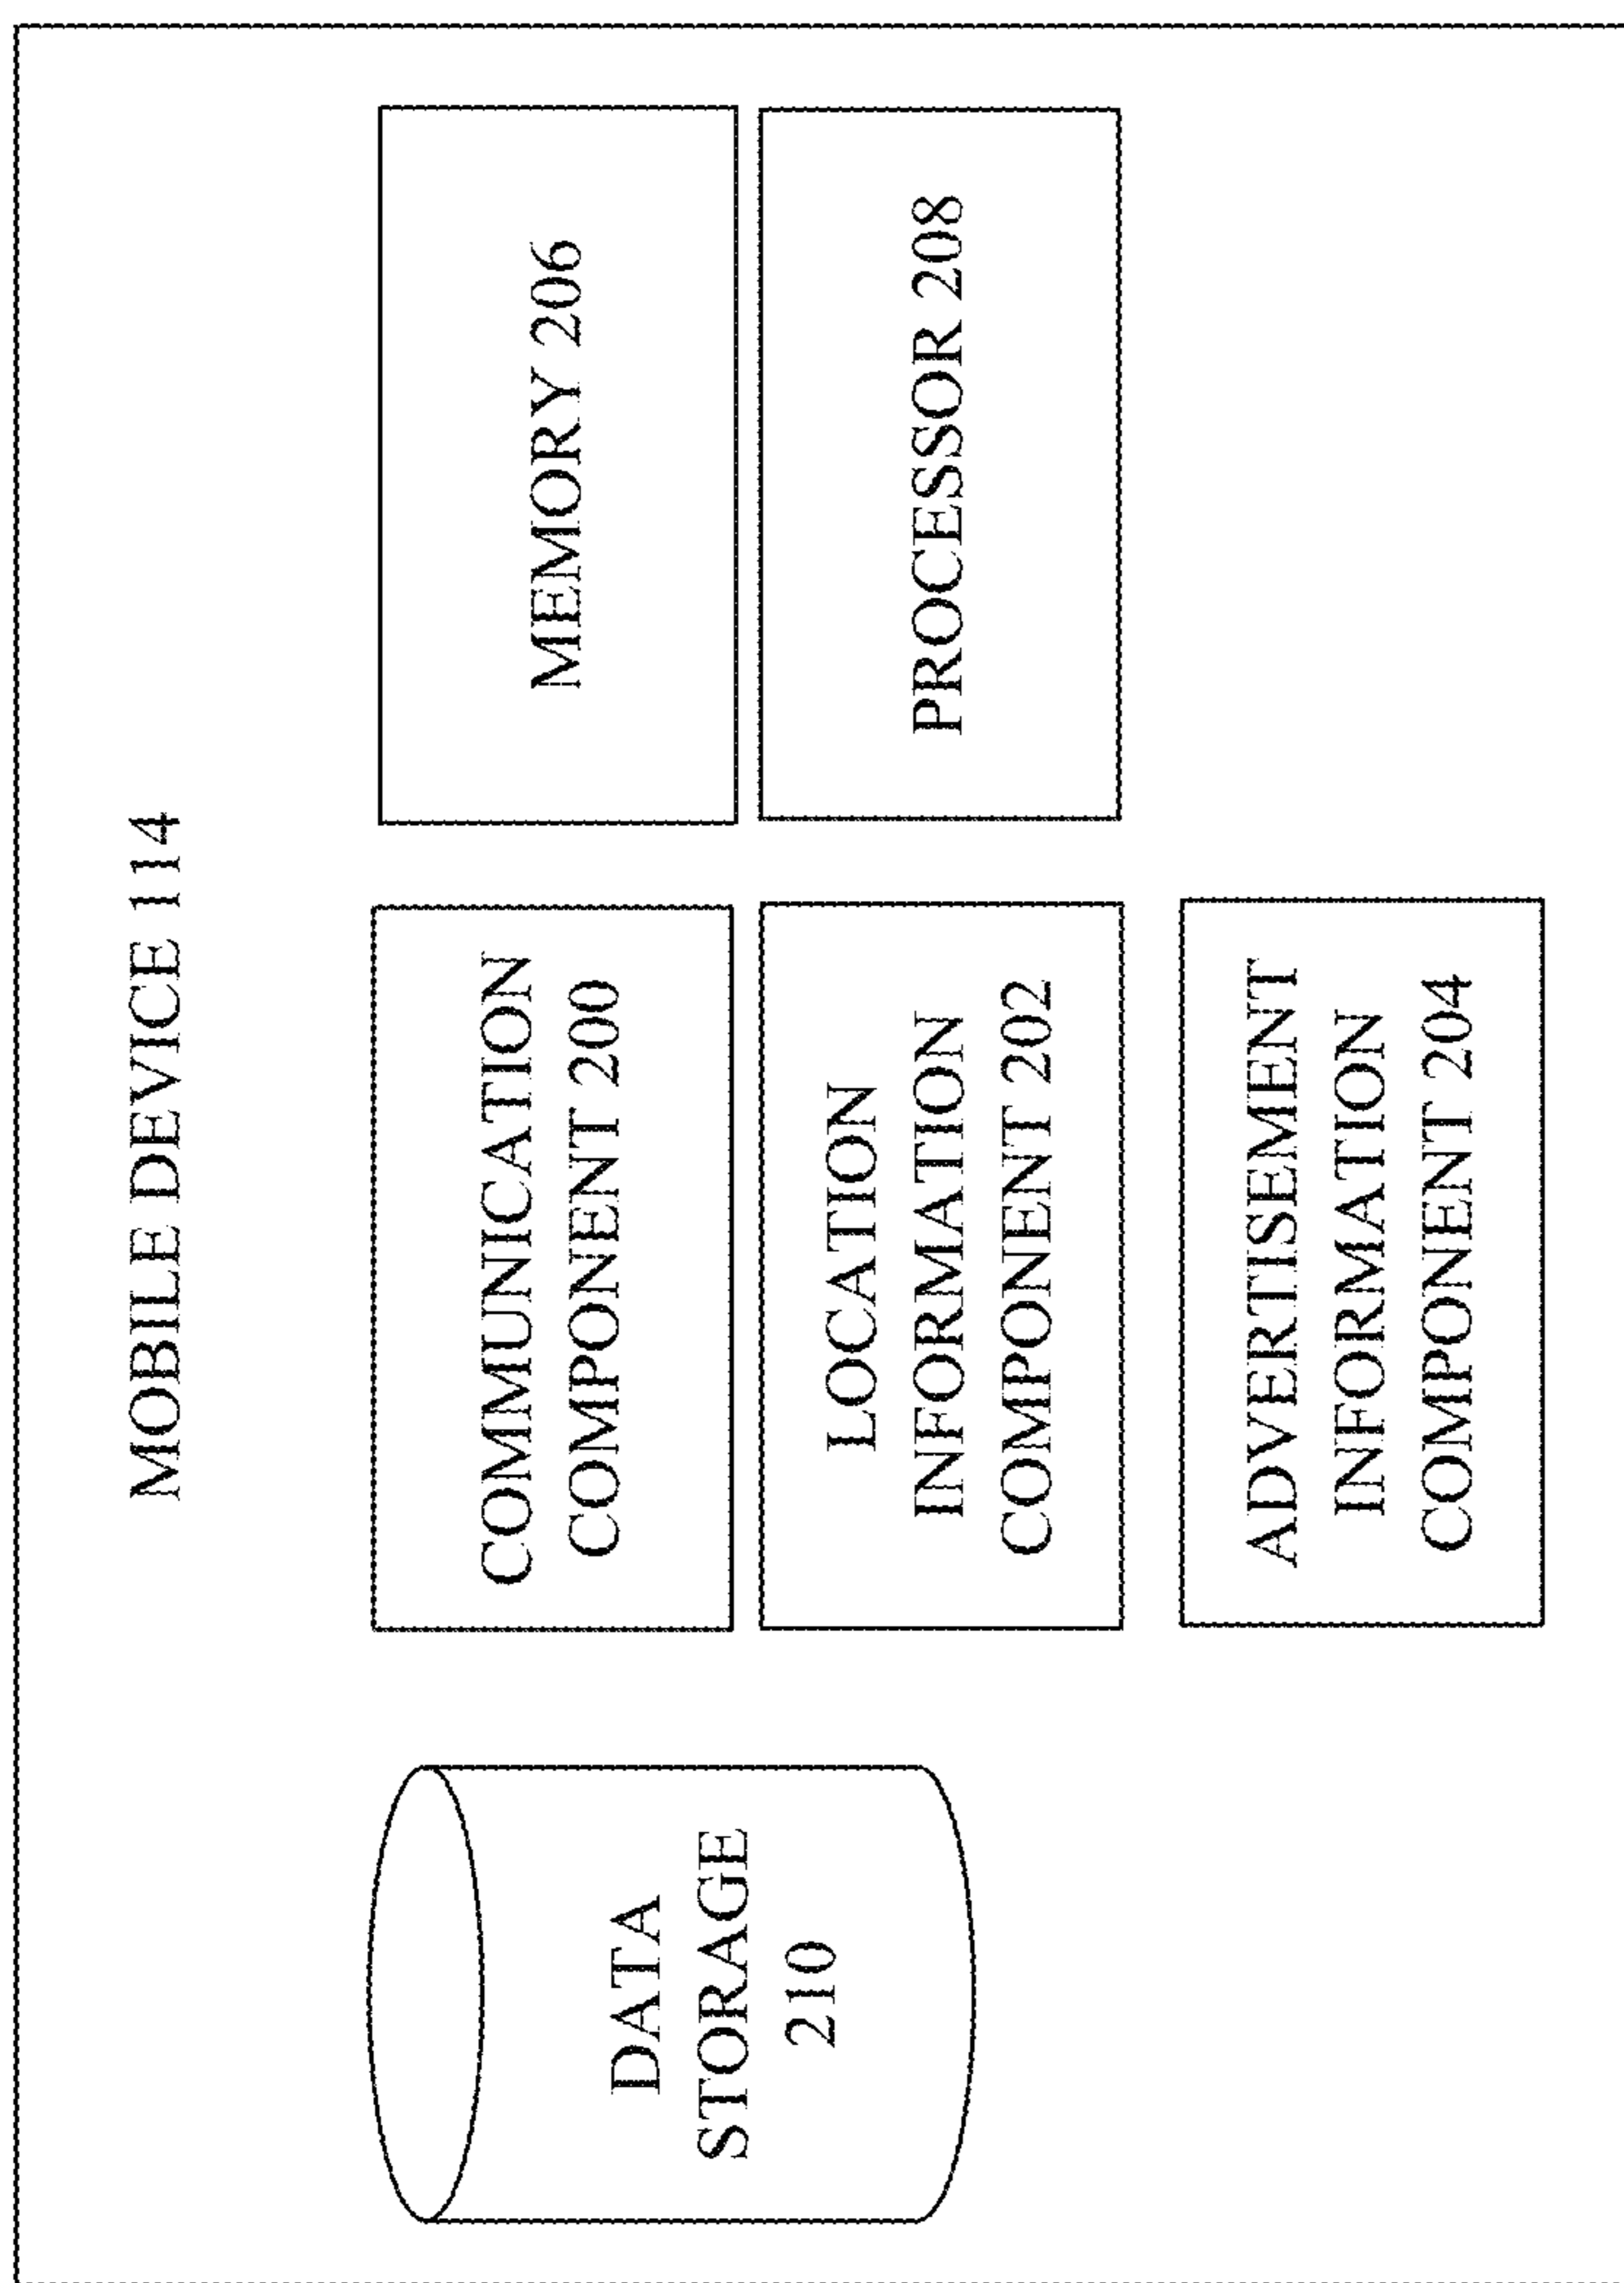 MOBILE DEVICE 114
DATA
STORAGE
210
COMMUNICATION
COMPONENT 200
LOCATION
INFORMATION
COMPONENT 202
ADVERTISEMENT
INFORMATION
COMPONENT 204
MEMORY 206
PROCESSOR 208